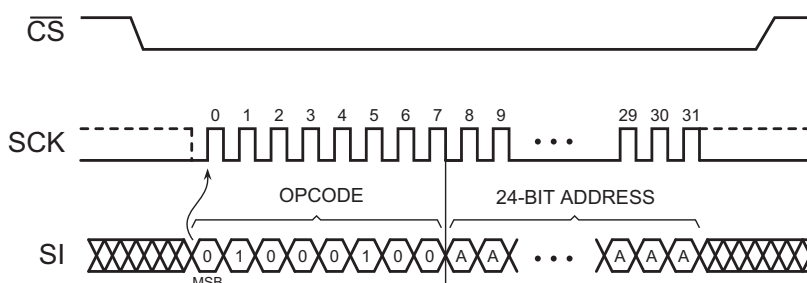 CS
0 1 2 3 4 5 6 7 8 9 29 30 31
SCK
OPCODE 24-BIT ADDRESS
SI 0 1 0 0 0 1 0 0 A A A A A
MSB